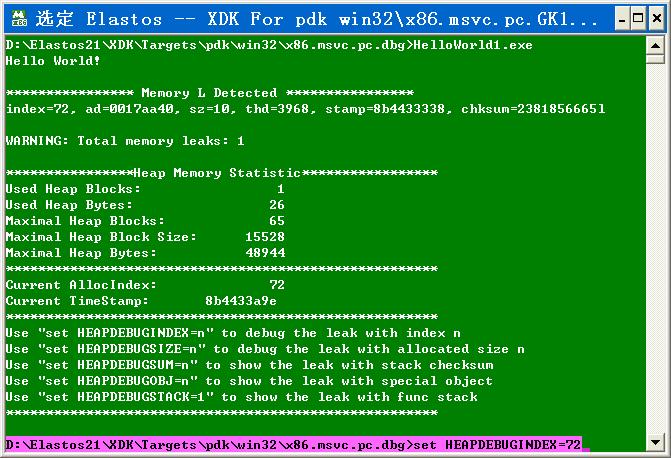 选定 Elastos -- XDK For pdk win32\x86.msvc.pc.GK1...
D:\Elastos21\XDK\Targets\pdk\win32\x86.msvc.pc.dbg>HelloWorld1.exe
Hello World!
**************** Memory L Detected ****************
index=72, ad=0017aa40, sz=10, thd=3968, stamp=8b4433338, chksum=2381856665l
WARNING: Total memory leaks: 1
****************Heap Memory Statistic*****************
Used Heap Blocks: 1
Used Heap Bytes: 26
Maximal Heap Blocks: 65
Maximal Heap Block Size: 15528
Maximal Heap Bytes: 48944
******************************************************
Current AllocIndex: 72
Current TimeStamp: 8b4433a9e
******************************************************
Use "set HEAPDEBUGINDEX=n" to debug the leak with index n
Use "set HEAPDEBUGSIZE=n" to debug the leak with allocated size n
Use "set HEAPDEBUGSUM=n" to show the leak with stack checksum
Use "set HEAPDEBUGOBJ=n" to show the leak with special object
Use "set HEAPDEBUGSTACK=1" to show the leak with func stack
******************************************************
D:\Elastos21\XDK\Targets\pdk\win32\x86.msvc.pc.dbg>set HEAPDEBUGINDEX=72_